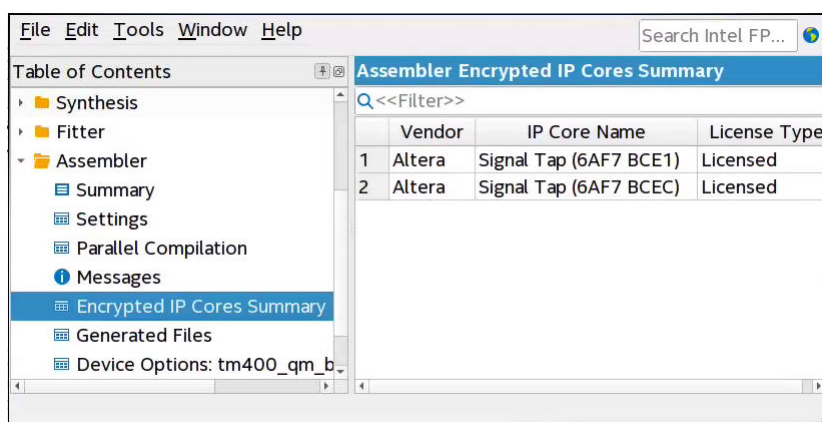 File Edit Tools Window Help
Search Intel FP...
Table of Contents
Synthesis
Fitter
Assembler
Summary
Settings
Parallel Compilation
Messages
Encrypted IP Cores Summary
Generated Files
Device Options: tm400_qm_b
Assembler Encrypted IP Cores Summary
<<Filter>>
Vendor IP Core Name License Type
1 Altera Signal Tap (6AF7 BCE1) Licensed
2 Altera Signal Tap (6AF7 BCEC) Licensed